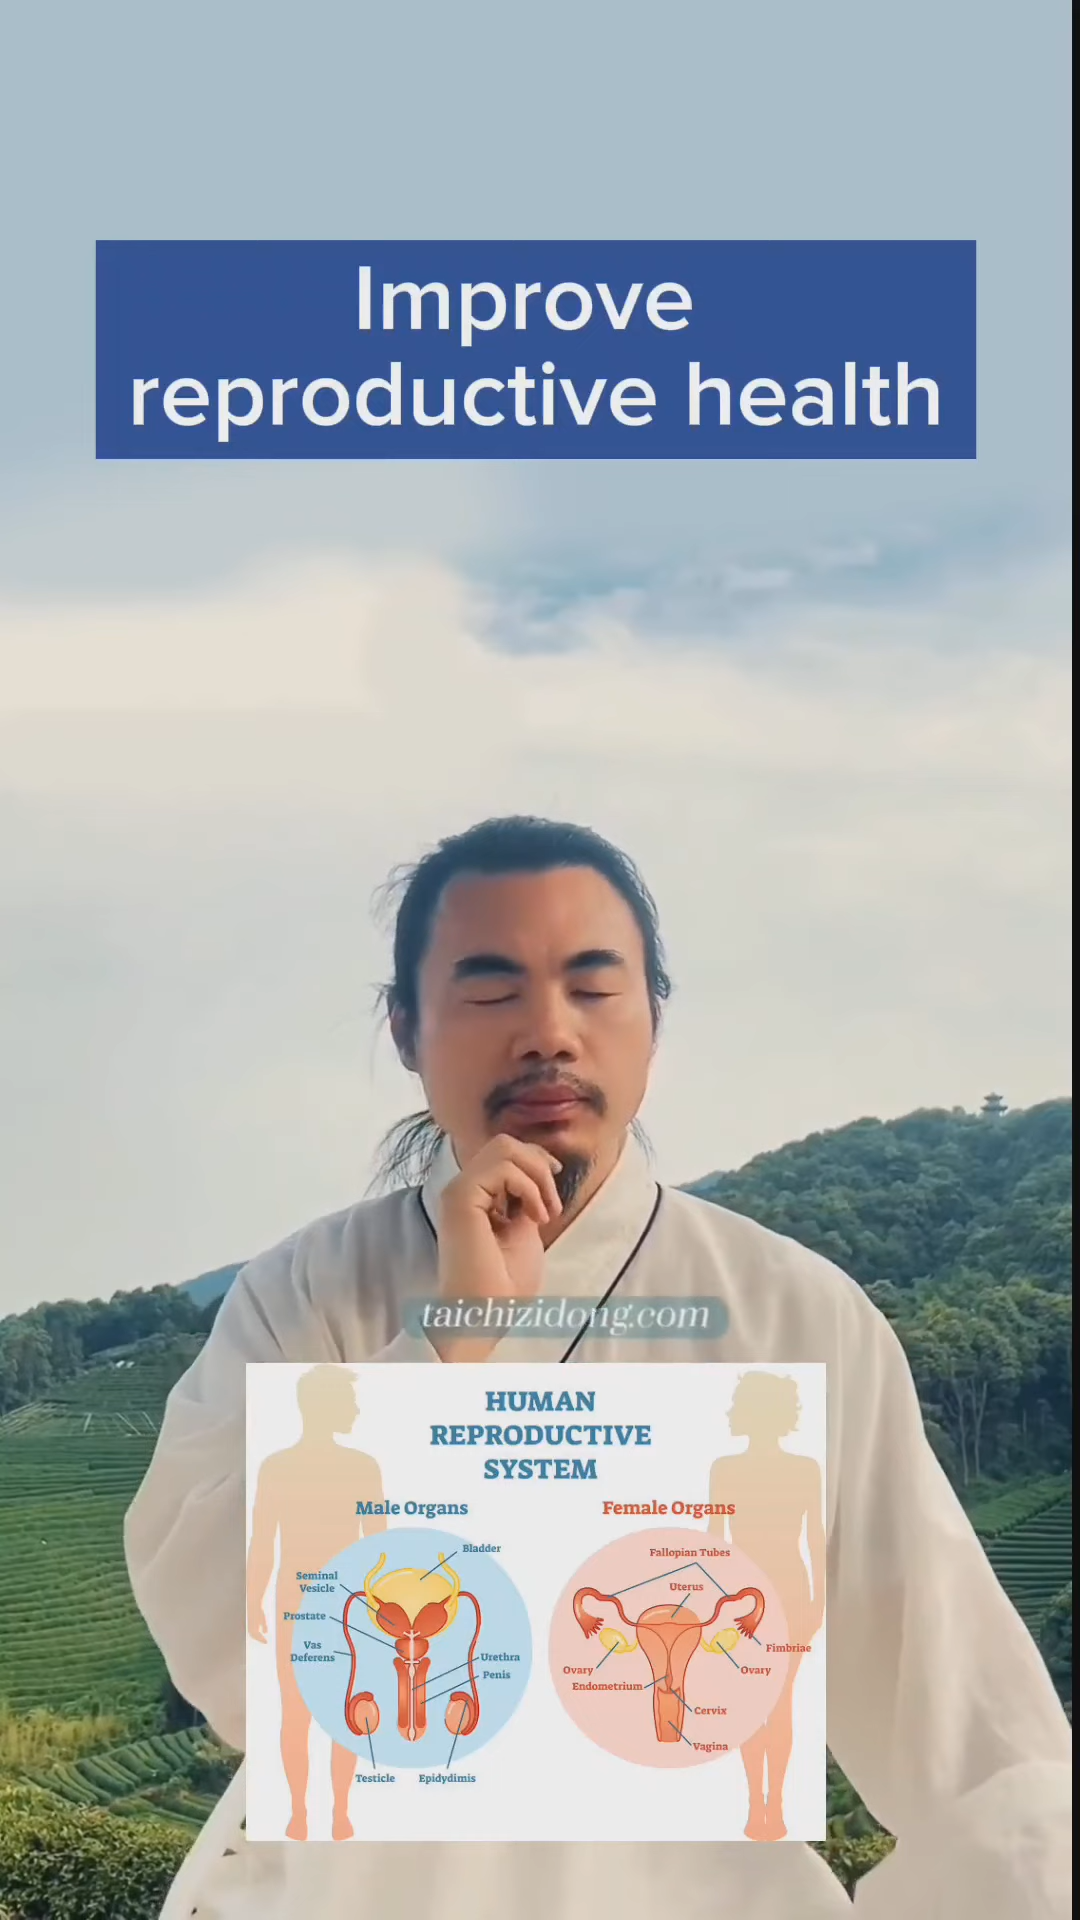 Improve
reproductive health
taichizidong.com
HUMAN
REPRODUCTIVE
SYSTEM
Male Organs
Bladder
Seminal
Vesicle
Prostate
Vas
Deferens
Urethra
Penis
Testicle
Epidydimis
Female Organs
Fallopian Tubes
Uterus
Fimbriae
Ovary
Ovary
Endometrium
Cervix
Vagina